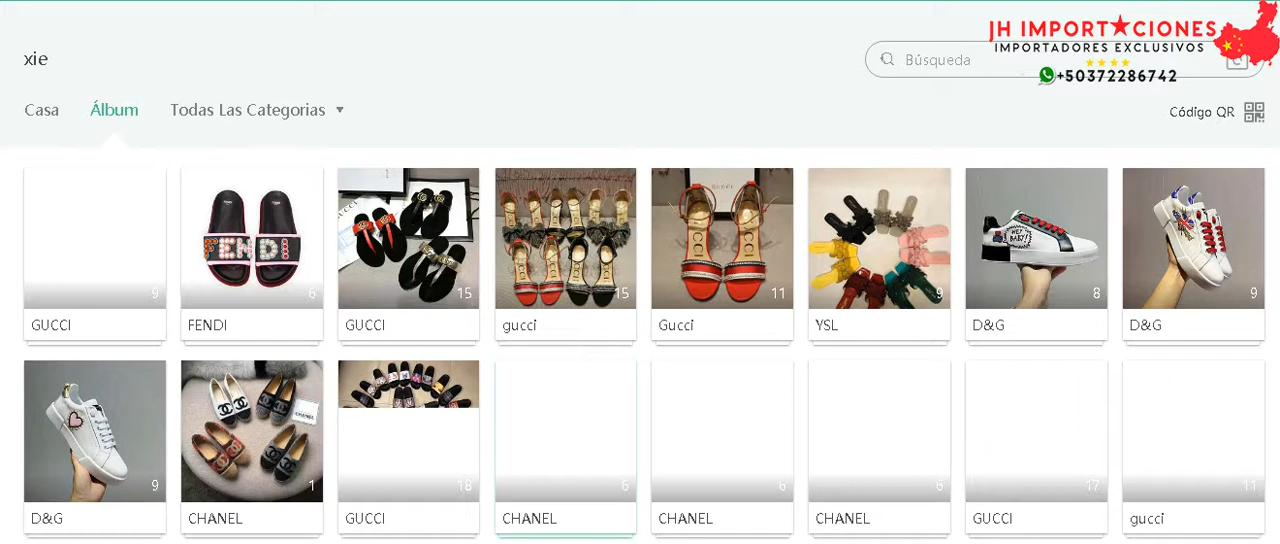 JH IMPORT★CIONES
IMPORTADORES EXCLUSIVOS
+50372286742
xie
Búsqueda
Casa
Álbum
Todas Las Categorias
Código QR
9
6
15
15
11
9
8
9
GUCCI
FENDI
GUCCI
gucci
Gucci
YSL
D&G
D&G
9
1
18
6
6
6
17
11
D&G
CHANEL
GUCCI
CHANEL
CHANEL
CHANEL
GUCCI
gucci